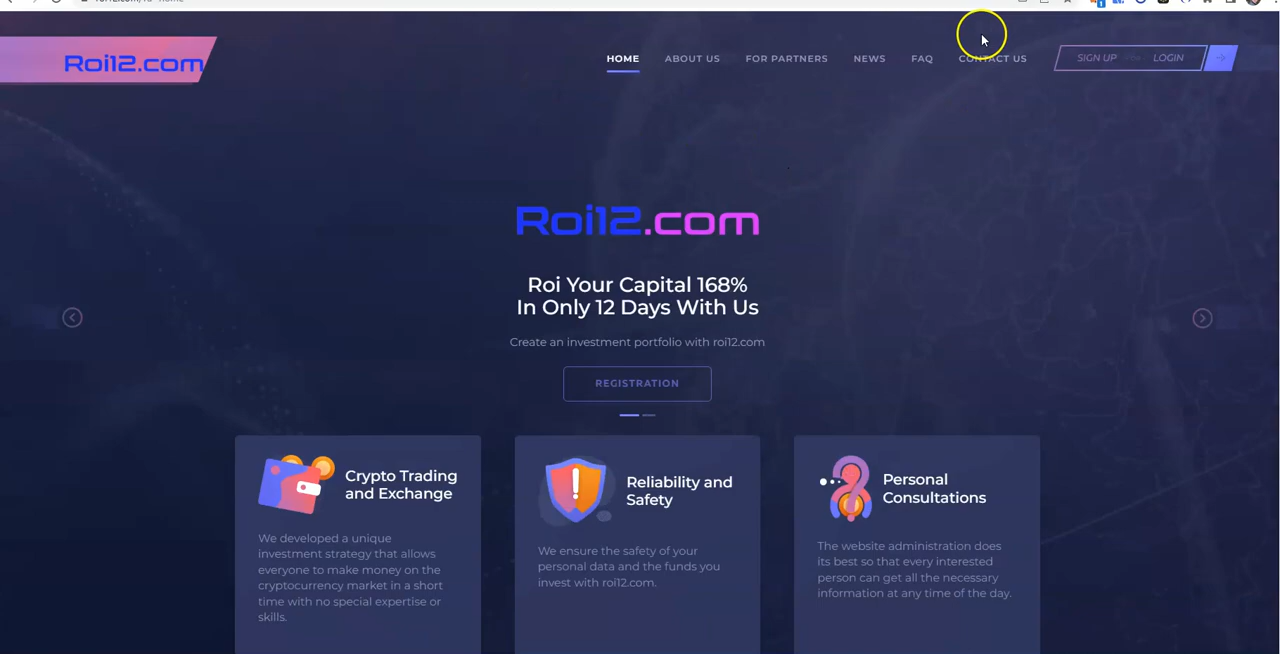 Roi12.com
HOME ABOUT US FOR PARTNERS NEWS FAQ CONTACT US SIGN UP LOGIN
Roi12.com
Roi Your Capital 168%
In Only 12 Days With Us
Create an investment portfolio with roi12.com
REGISTRATION
Crypto Trading
and Exchange
We developed a unique
investment strategy that allows
everyone to make money on the
cryptocurrency market in a short
time with no special expertise or
skills.
Reliability and
Safety
We ensure the safety of your
personal data and the funds you
invest with roi12.com.
Personal
Consultations
The website administration does
its best so that every interested
person can get all the necessary
information at any time of the day.